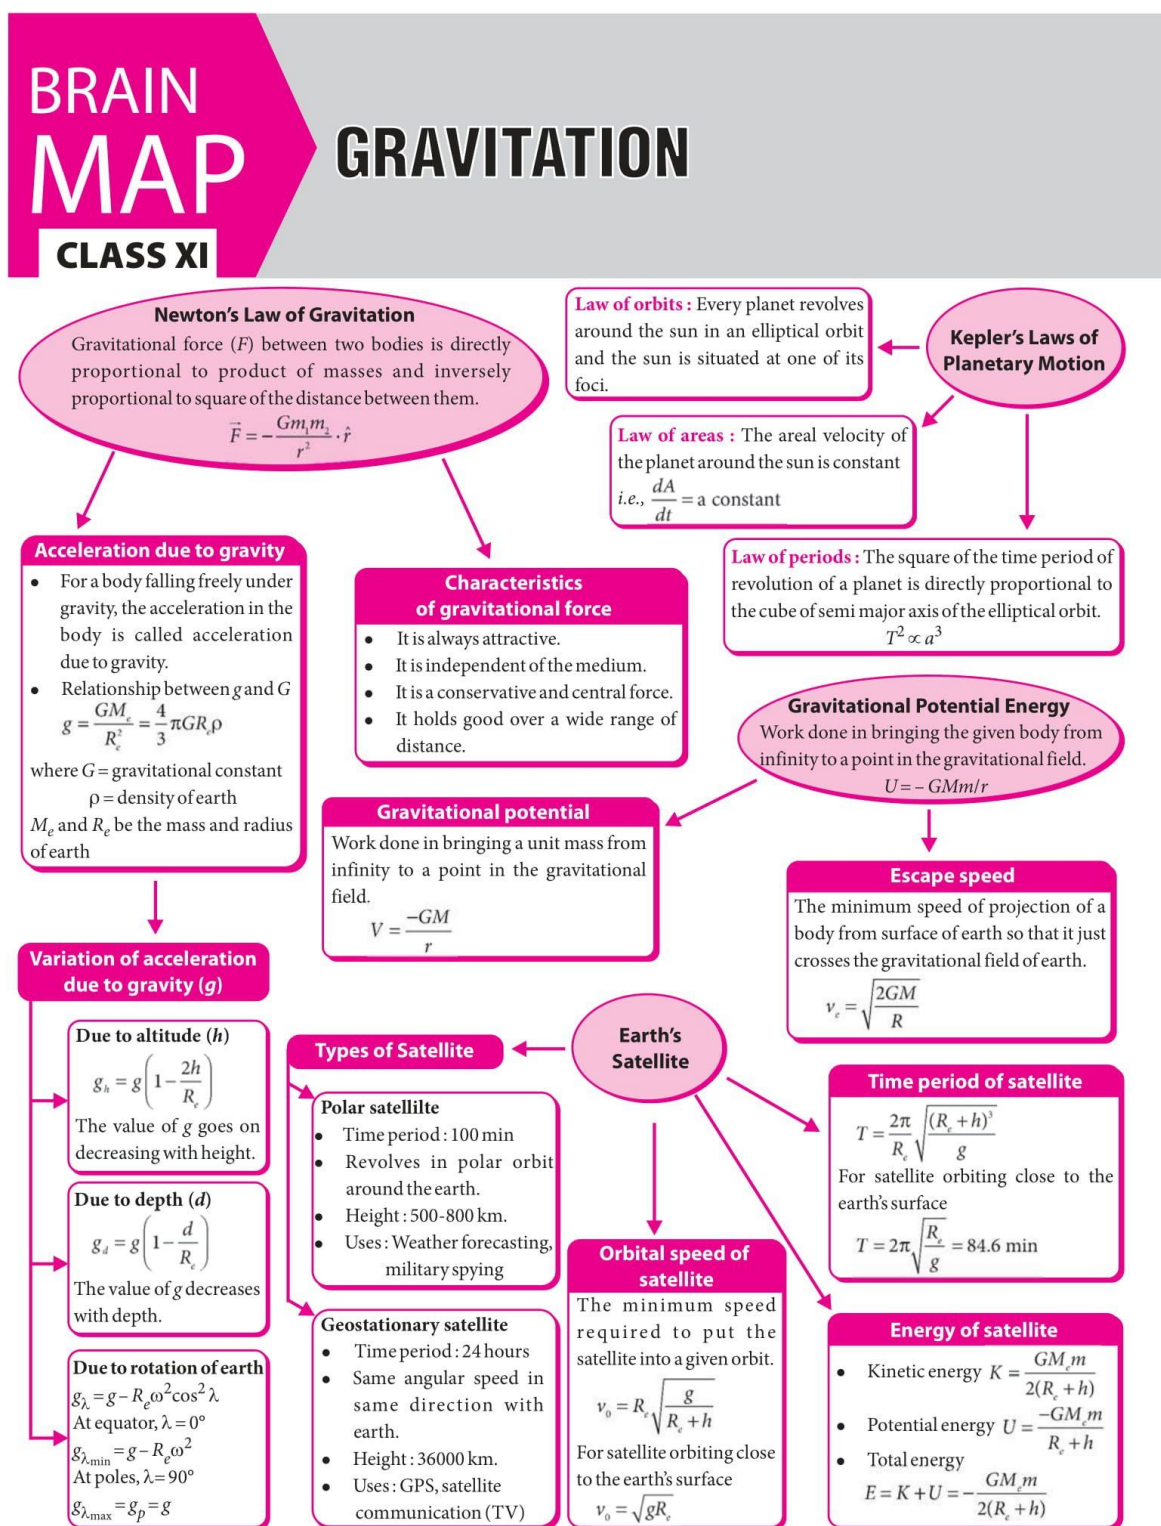 BRAIN
MAP
CLASS XI
GRAVITATION
Newton's Law of Gravitation
Gravitational force (F) between two bodies is directly
proportional to product of masses and inversely
proportional to square of the distance between them.
F⃗ = −Gm₁m₂/r² · r̂
Law of orbits : Every planet revolves
around the sun in an elliptical orbit
and the sun is situated at one of its
foci.
Kepler's Laws of
Planetary Motion
Law of areas : The areal velocity of
the planet around the sun is constant
i.e., dA/dt = a constant
Law of periods : The square of the time period of
revolution of a planet is directly proportional to
the cube of semi major axis of the elliptical orbit.
T² ∝ a³
Acceleration due to gravity
• For a body falling freely under
gravity, the acceleration in the
body is called acceleration
due to gravity.
• Relationship between g and G
g = GMₑ/Rₑ² = 4/3 πGRₑρ
where G = gravitational constant
ρ = density of earth
Mₑ and Rₑ be the mass and radius
of earth
Characteristics
of gravitational force
• It is always attractive.
• It is independent of the medium.
• It is a conservative and central force.
• It holds good over a wide range of
distance.
Gravitational Potential Energy
Work done in bringing the given body from
infinity to a point in the gravitational field.
U = – GMm/r
Gravitational potential
Work done in bringing a unit mass from
infinity to a point in the gravitational
field.
V = −GM/r
Escape speed
The minimum speed of projection of a
body from surface of earth so that it just
crosses the gravitational field of earth.
vₑ = √(2GM/R)
Variation of acceleration
due to gravity (g)
Due to altitude (h)
gₕ = g(1 − 2h/Rₑ)
The value of g goes on
decreasing with height.
Due to depth (d)
g_d = g(1 − d/Rₑ)
The value of g decreases
with depth.
Due to rotation of earth
g_λ = g – Rₑω²cos² λ
At equator, λ = 0°
g_λmin = g – Rₑω²
At poles, λ = 90°
g_λmax = gₚ = g
Earth's
Satellite
Types of Satellite
Polar satellilte
• Time period : 100 min
• Revolves in polar orbit
around the earth.
• Height : 500-800 km.
• Uses : Weather forecasting,
military spying
Geostationary satellite
• Time period : 24 hours
• Same angular speed in
same direction with
earth.
• Height : 36000 km.
• Uses : GPS, satellite
communication (TV)
Orbital speed of
satellite
The minimum speed
required to put the
satellite into a given orbit.
v₀ = Rₑ√(g/(Rₑ + h))
For satellite orbiting close
to the earth's surface
v₀ = √(gRₑ)
Time period of satellite
T = 2π/Rₑ √((Rₑ + h)³/g)
For satellite orbiting close to the
earth's surface
T = 2π√(Rₑ/g) = 84.6 min
Energy of satellite
• Kinetic energy K = GMₑm/2(Rₑ + h)
• Potential energy U = −GMₑm/Rₑ + h
• Total energy
E = K + U = −GMₑm/2(Rₑ + h)